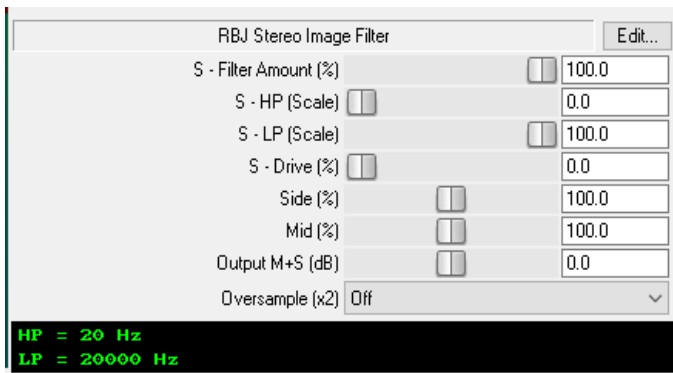 RBJ Stereo Image Filter Edit...
S - Filter Amount (%) 100.0
S - HP (Scale) 0.0
S - LP (Scale) 100.0
S - Drive (%) 0.0
Side (%) 100.0
Mid (%) 100.0
Output M+S (dB) 0.0
Oversample (x2) Off
HP = 20 Hz
LP = 20000 Hz